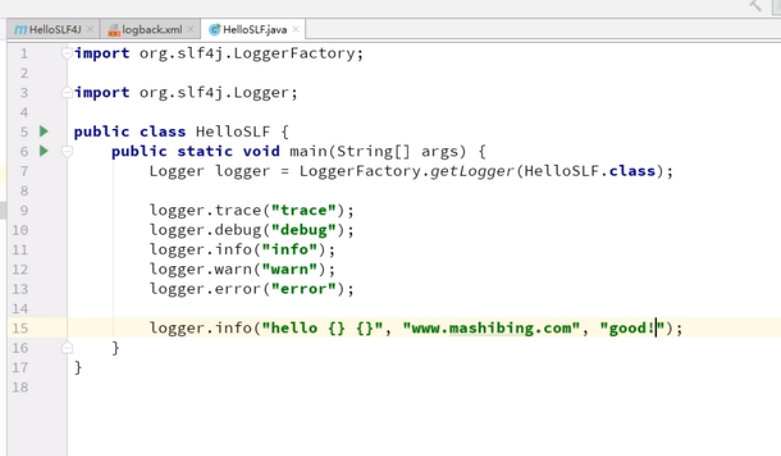 HelloSLF4J logback.xml HelloSLF.java
1 import org.slf4j.LoggerFactory;
2
3 import org.slf4j.Logger;
4
5 public class HelloSLF {
6 public static void main(String[] args) {
7 Logger logger = LoggerFactory.getLogger(HelloSLF.class);
8
9 logger.trace("trace");
10 logger.debug("debug");
11 logger.info("info");
12 logger.warn("warn");
13 logger.error("error");
14
15 logger.info("hello {} {}", "www.mashibing.com", "good!");
16 }
17 }
18